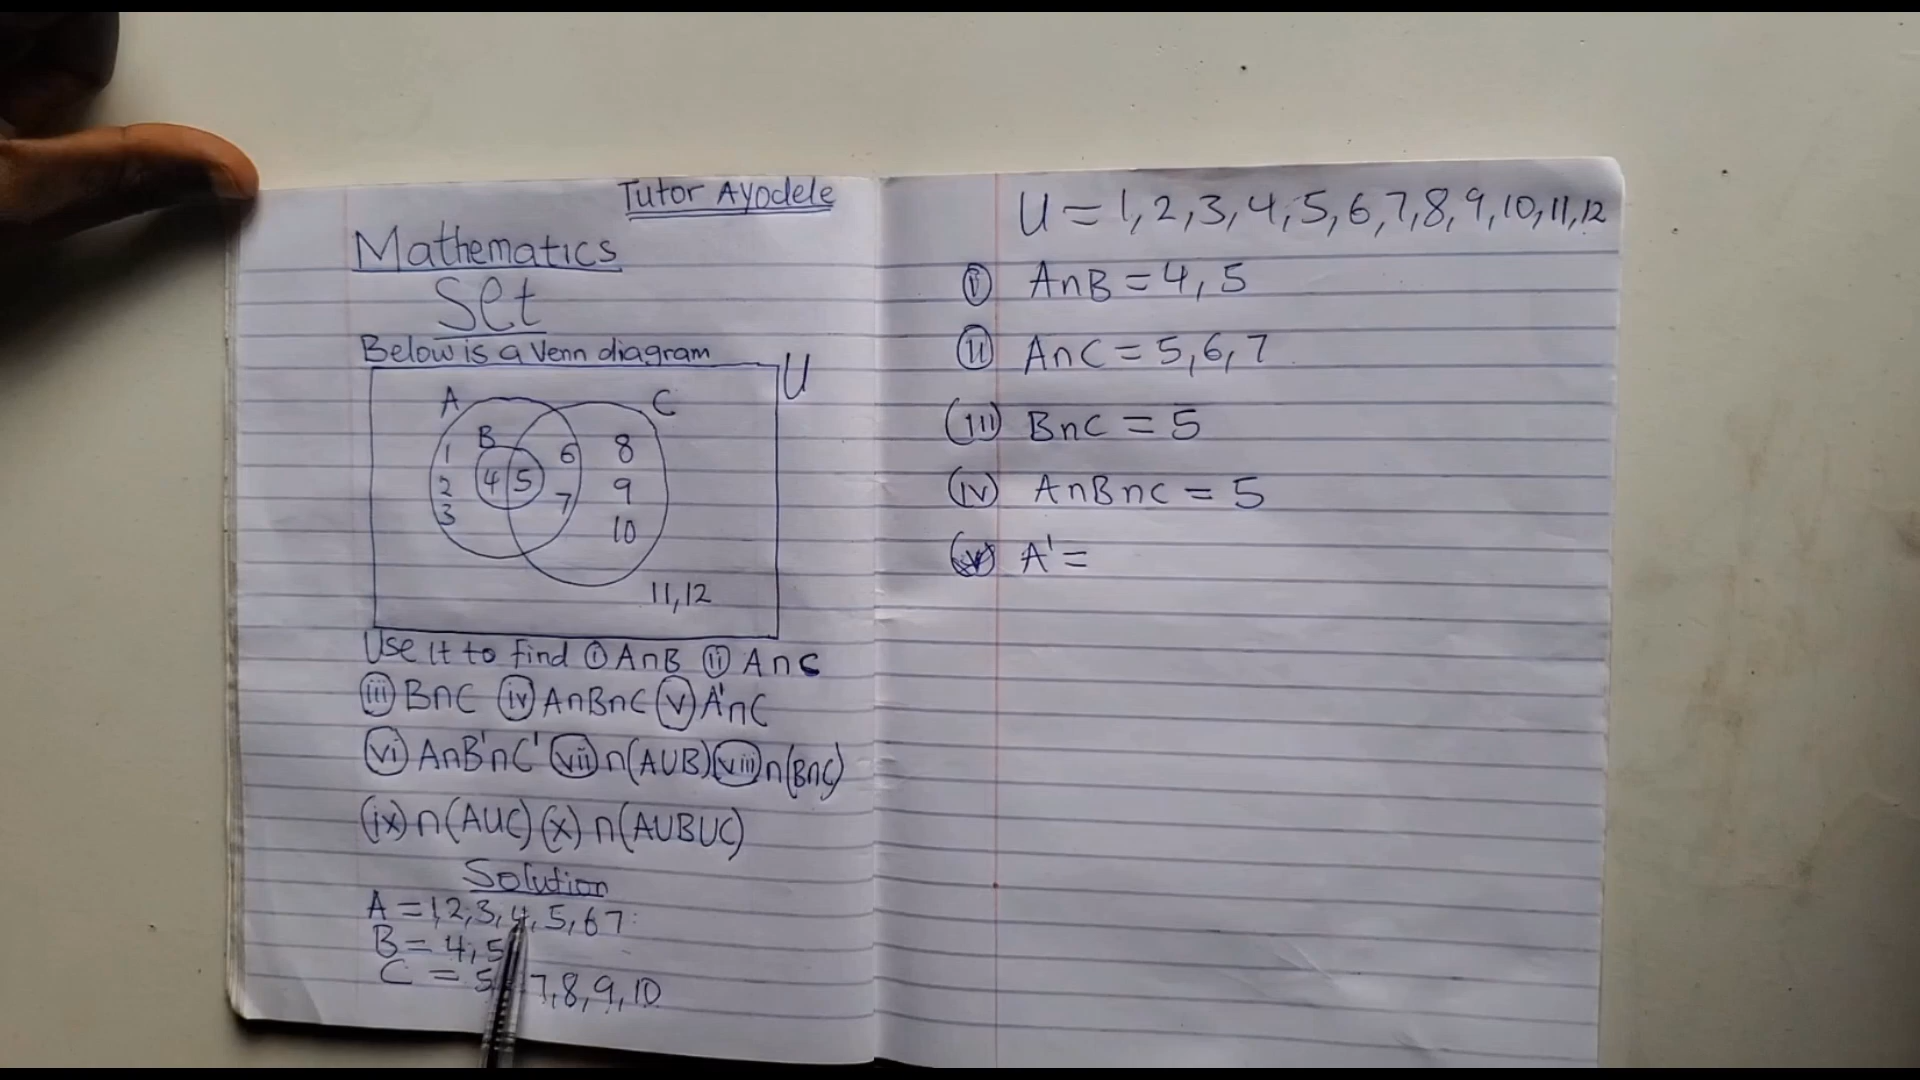 Tutor Ayodele
Mathematics
Set
Below is a Venn diagram
U
A C
B
1 6 8
4 5
2 9
3 7
10
11,12
Use it to find (i) A∩B (ii) A∩C
(iii) B∩C (iv) A∩B∩C (v) A'∩C
(vi) A∩B'∩C' (vii) n(AUB) (viii) n(B∩C)
(ix) n(AUC) (x) n(AUBUC)
Solution
A = 1,2,3,4,5,6 7
B = 4,5
C = 5 7,8,9,10
U = 1,2,3,4,5,6,7,8,9,10,11,12
(i) A∩B = 4, 5
(ii) A∩C = 5,6,7
(iii) B∩C = 5
(iv) A∩B∩C = 5
(v) A' =